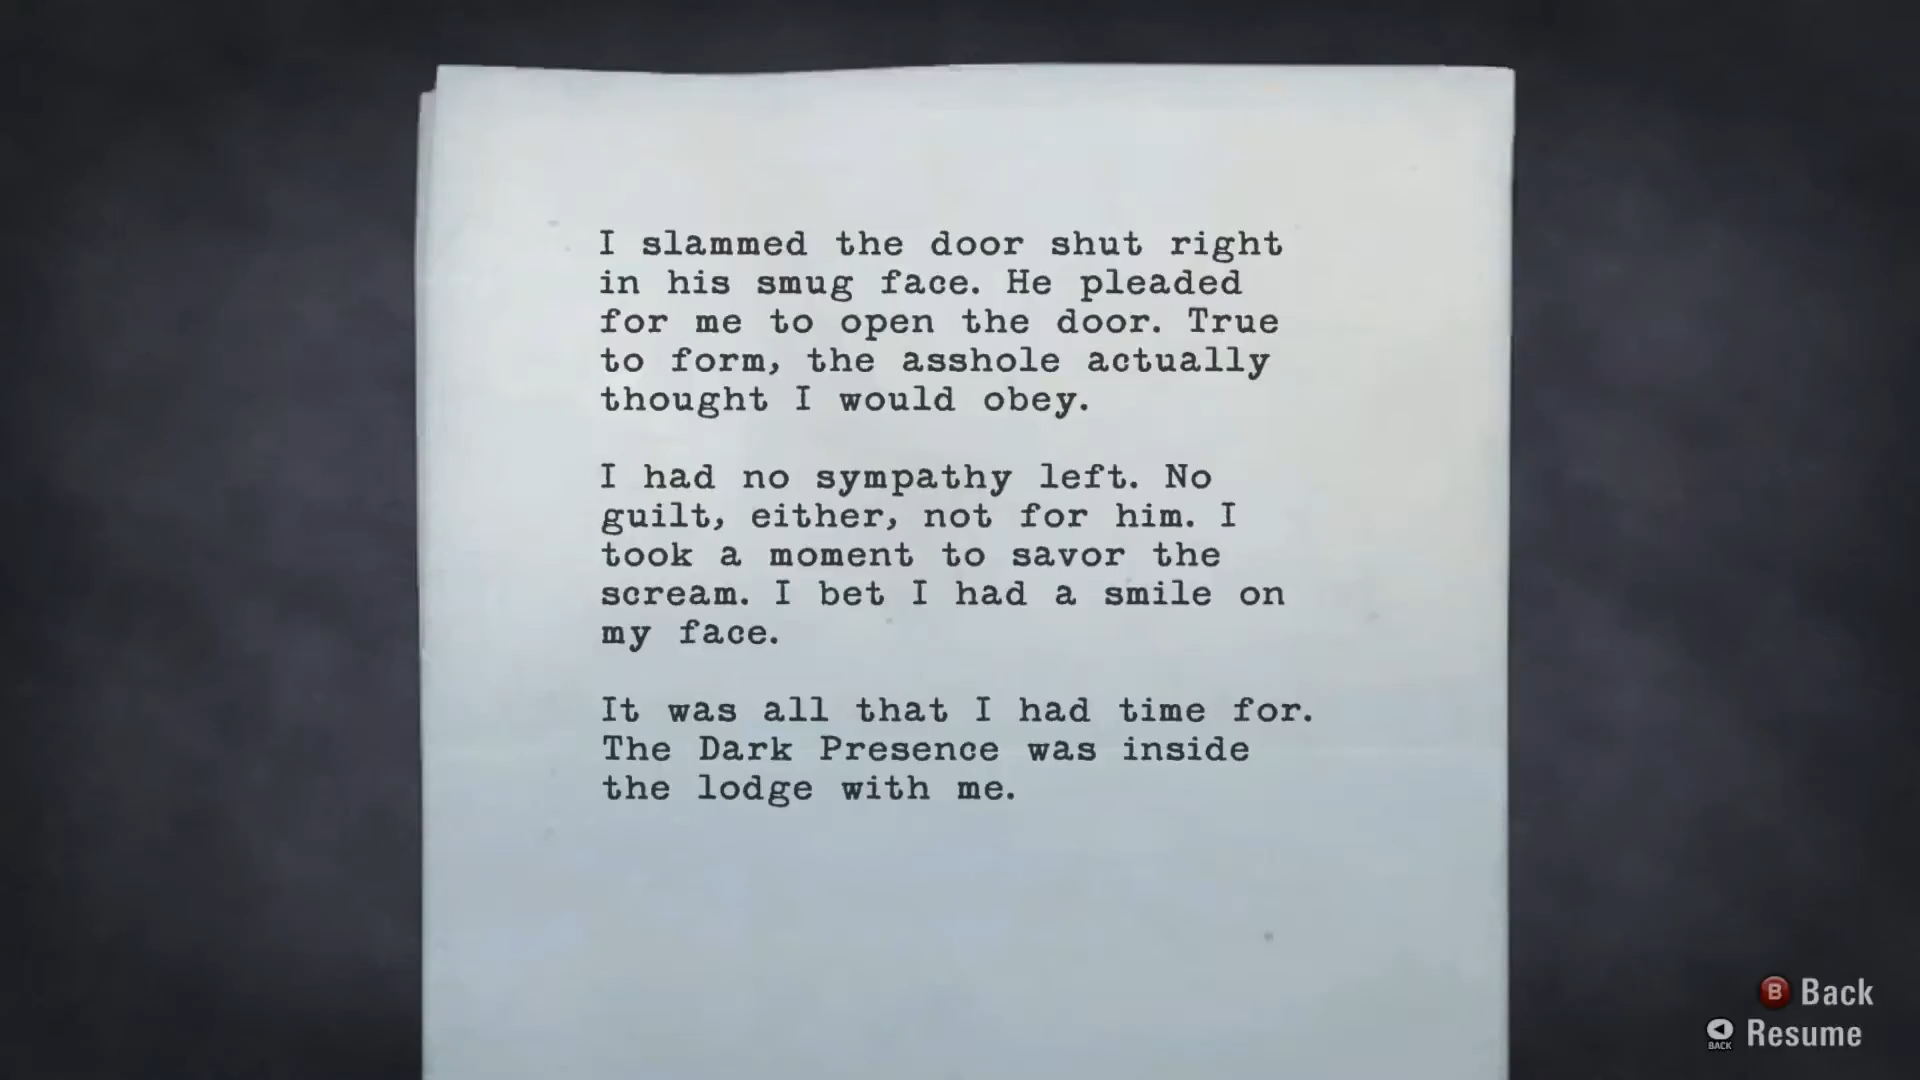 I slammed the door shut right
in his smug face. He pleaded
for me to open the door. True
to form, the asshole actually
thought I would obey.
I had no sympathy left. No
guilt, either, not for him. I
took a moment to savor the
scream. I bet I had a smile on
my face.
It was all that I had time for.
The Dark Presence was inside
the lodge with me.
B Back
BACK Resume